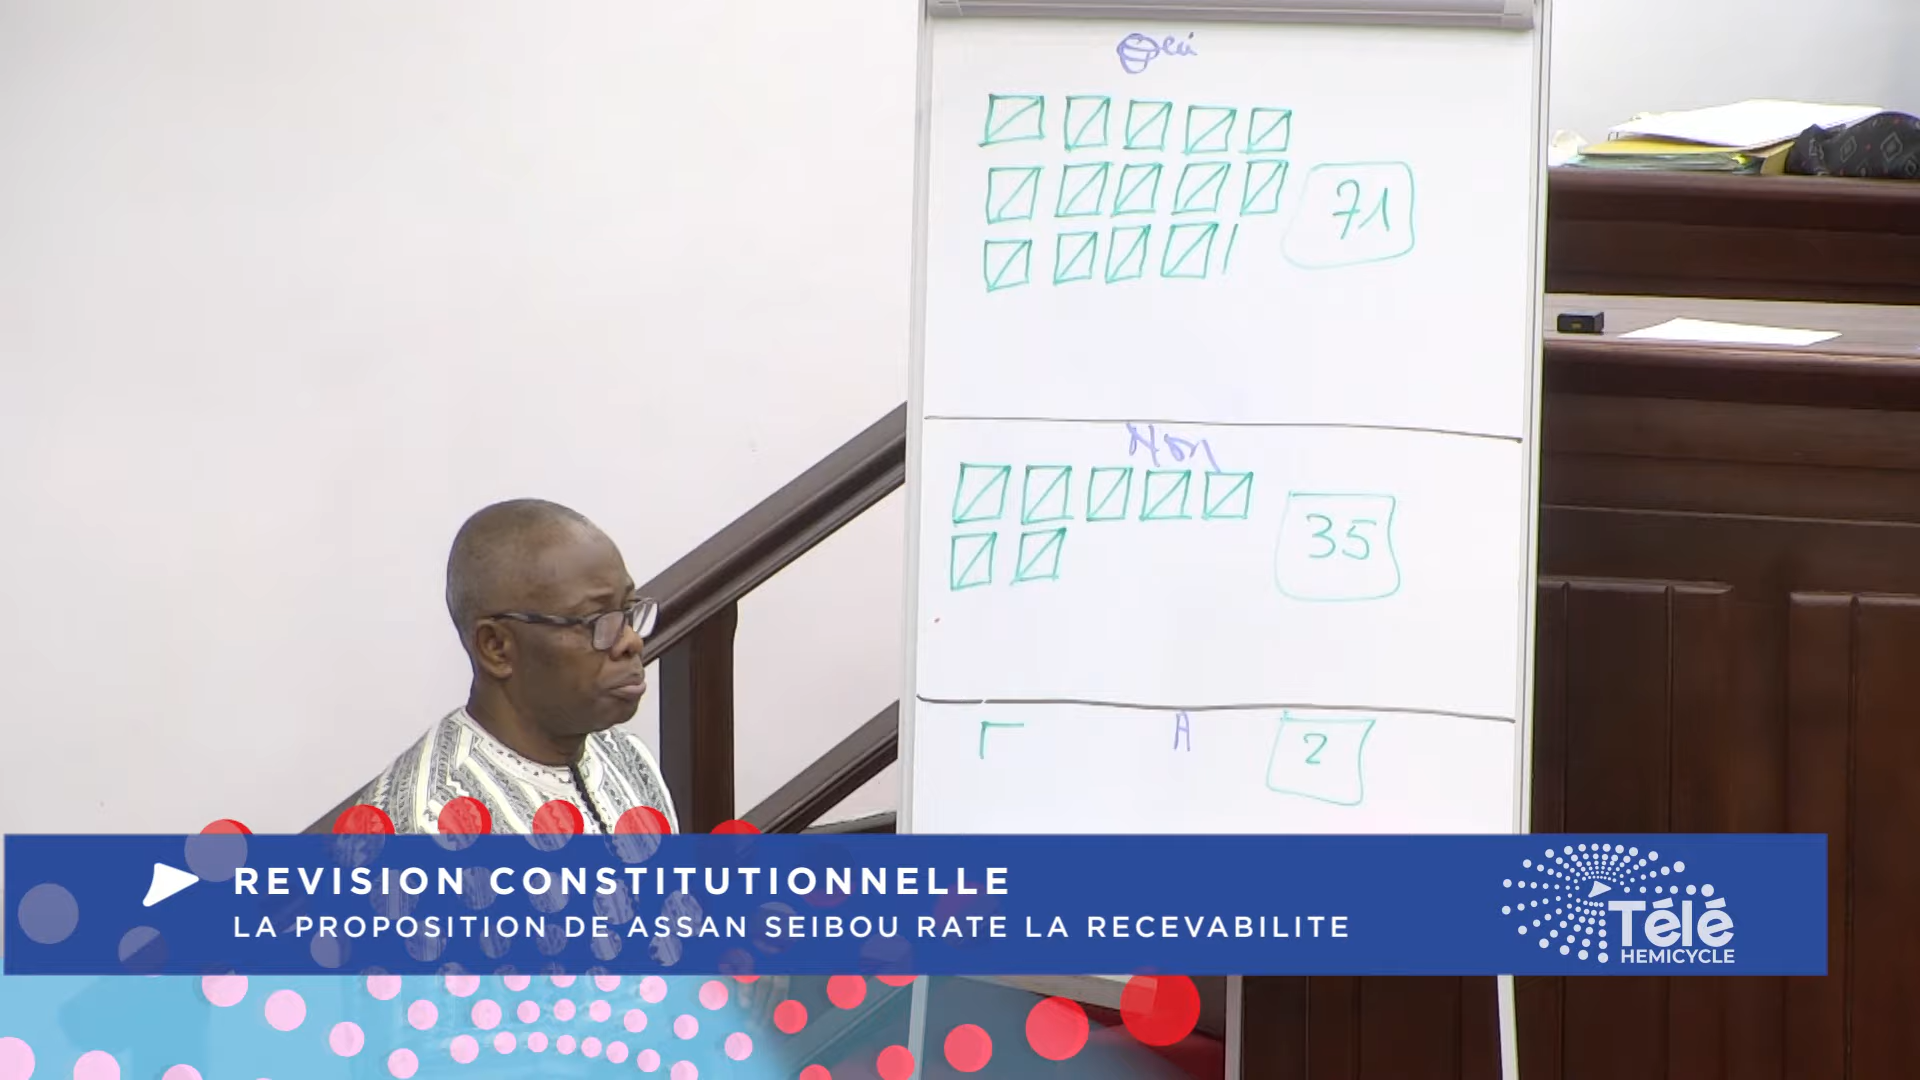 Oui
71
Non
35
A
2
REVISION CONSTITUTIONNELLE
LA PROPOSITION DE ASSAN SEIBOU RATE LA RECEVABILITE
Télé
HEMICYCLE